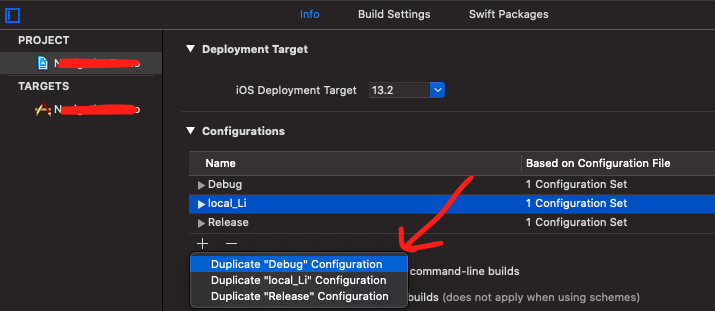 Info Build Settings Swift Packages
PROJECT
TARGETS
Deployment Target
iOS Deployment Target 13.2
Configurations
Name Based on Configuration File
Debug 1 Configuration Set
local_Li 1 Configuration Set
Release 1 Configuration Set
+ −
Duplicate "Debug" Configuration
command-line builds
Duplicate "local_Li" Configuration
Duplicate "Release" Configuration
builds (does not apply when using schemes)